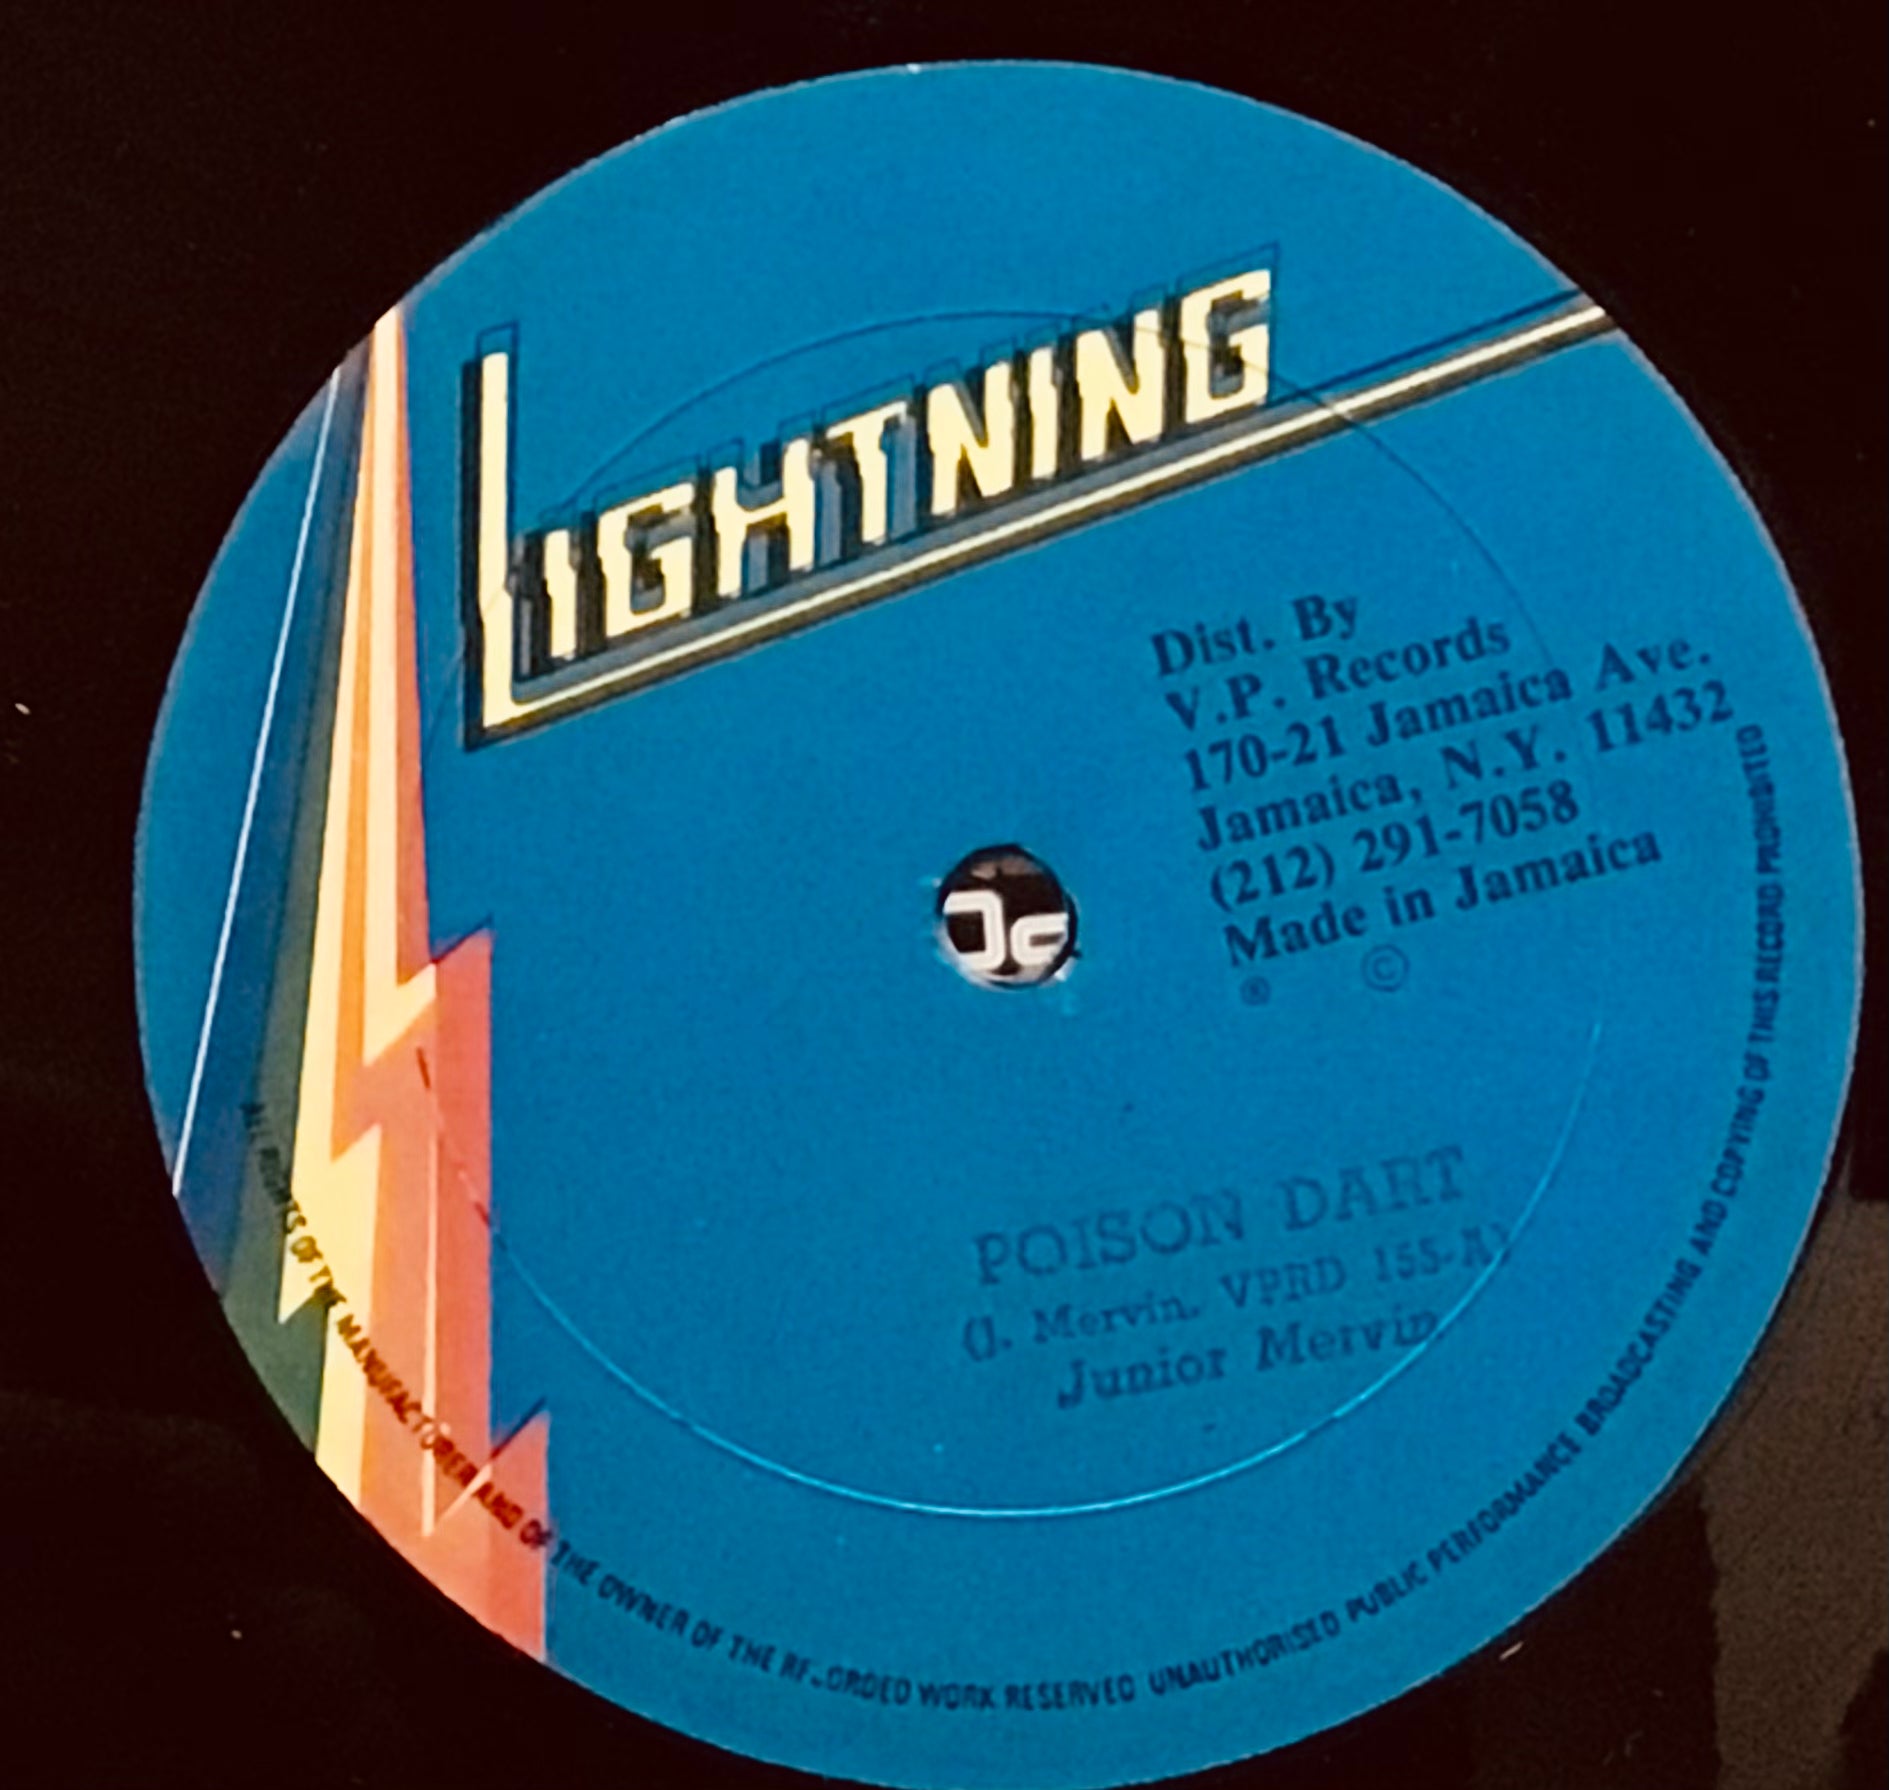 LIGHTNING
Dist. By
V.P. Records
170-21 Jamaica Ave.
Jamaica, N.Y. 11432
(212) 291-7058
Made in Jamaica
® ©
POISON DART
(J. Mervin. VPRD 155-A)
Junior Mervin
ALL RIGHTS OF THE MANUFACTURER AND OF THE OWNER OF THE RECORDED WORK RESERVED UNAUTHORISED PUBLIC PERFORMANCE BROADCASTING AND COPYING OF THIS RECORD PROHIBITED